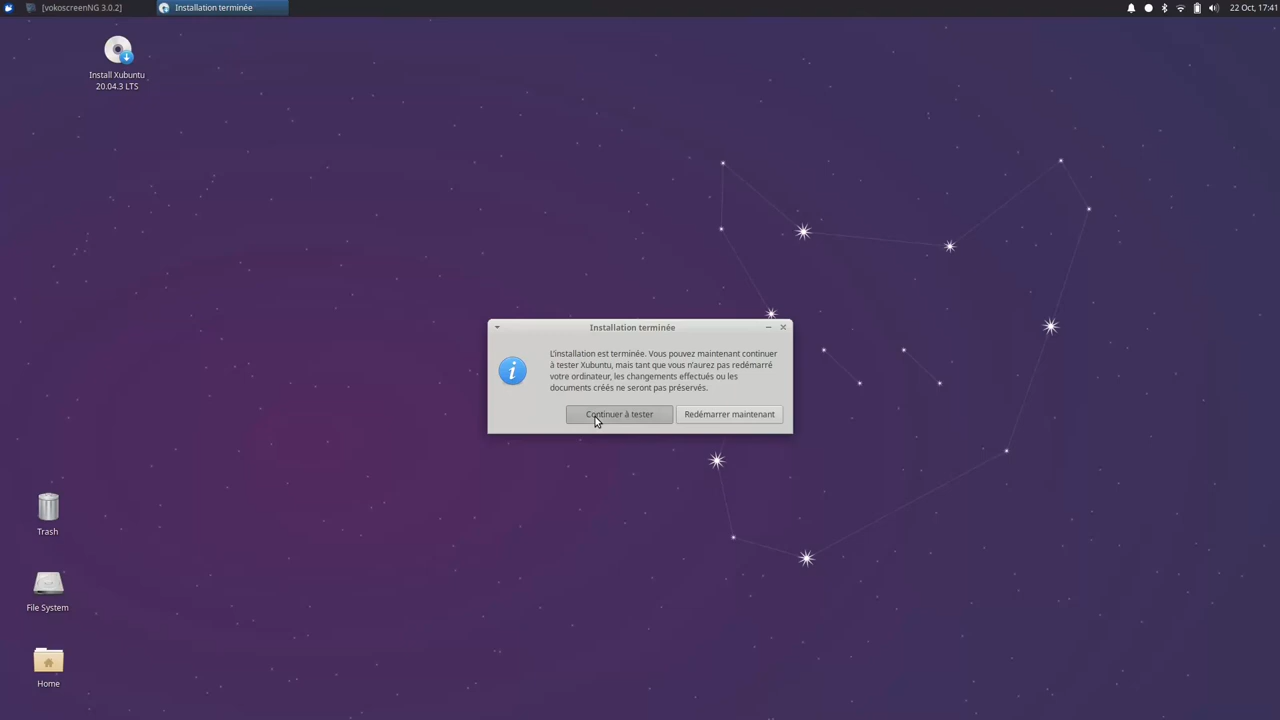 [vokoscreenNG 3.0.2]
Installation terminée
22 Oct, 17:41
Install Xubuntu
20.04.3 LTS
Installation terminée
L'installation est terminée. Vous pouvez maintenant continuer
à tester Xubuntu, mais tant que vous n'aurez pas redémarré
votre ordinateur, les changements effectués ou les
documents créés ne seront pas préservés.
Continuer à tester
Redémarrer maintenant
Trash
File System
Home